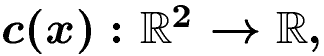 c(x) : ℝ² → ℝ,